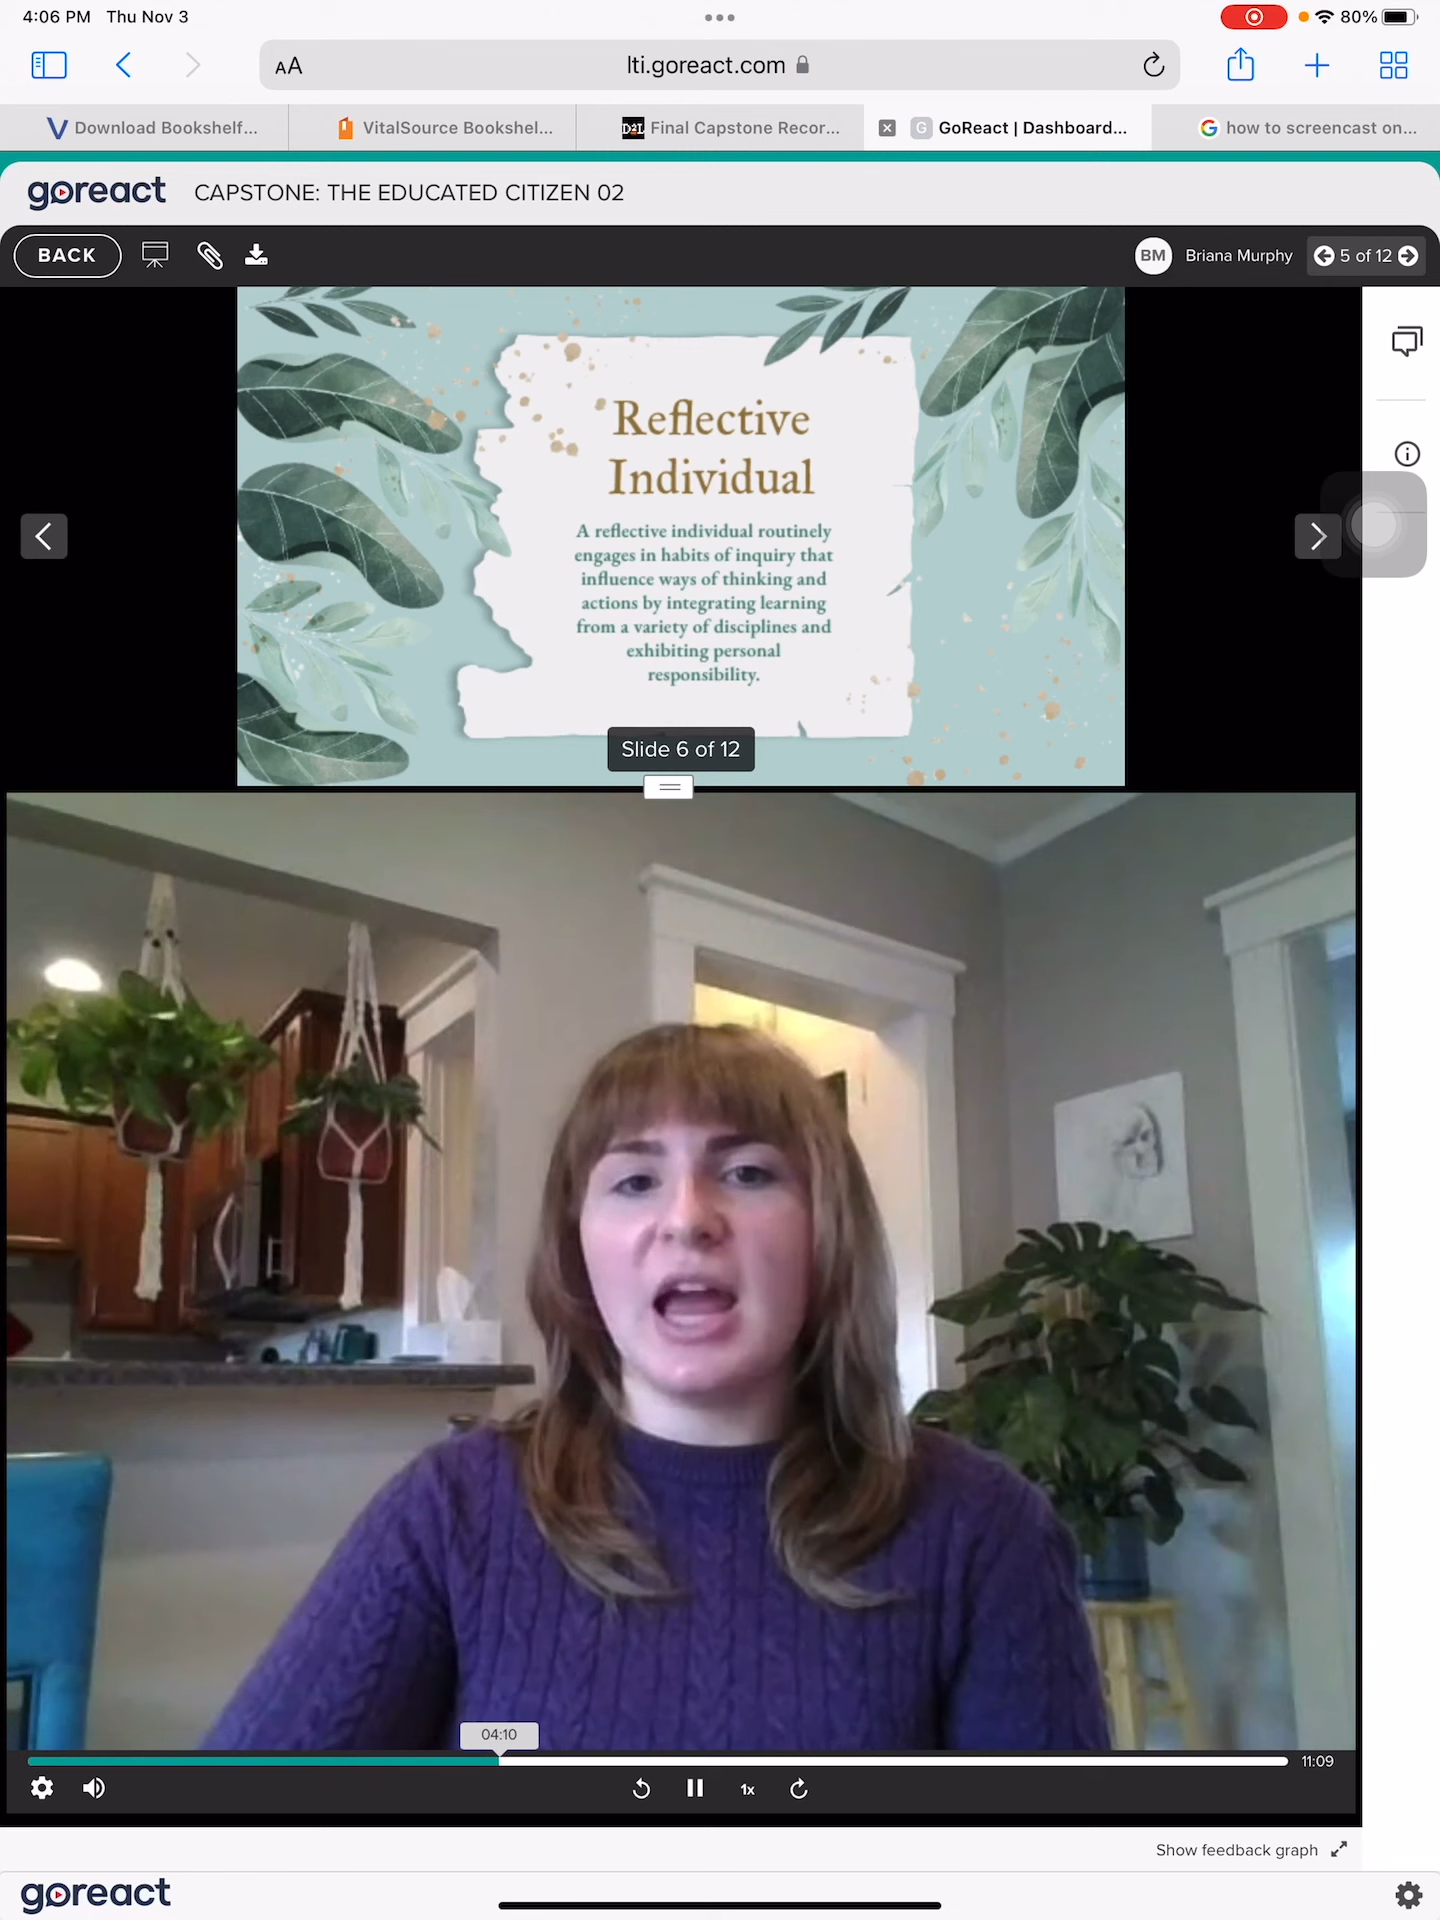 4:06 PM Thu Nov 3
80%
AA
lti.goreact.com
Download Bookshelf...
VitalSource Bookshel...
D2L Final Capstone Recor...
G GoReact | Dashboard...
how to screencast on...
goreact CAPSTONE: THE EDUCATED CITIZEN 02
BACK
BM Briana Murphy 5 of 12
Reflective
Individual
A reflective individual routinely
engages in habits of inquiry that
influence ways of thinking and
actions by integrating learning
from a variety of disciplines and
exhibiting personal
responsibility.
Slide 6 of 12
04:10
11:09
1x
Show feedback graph
goreact